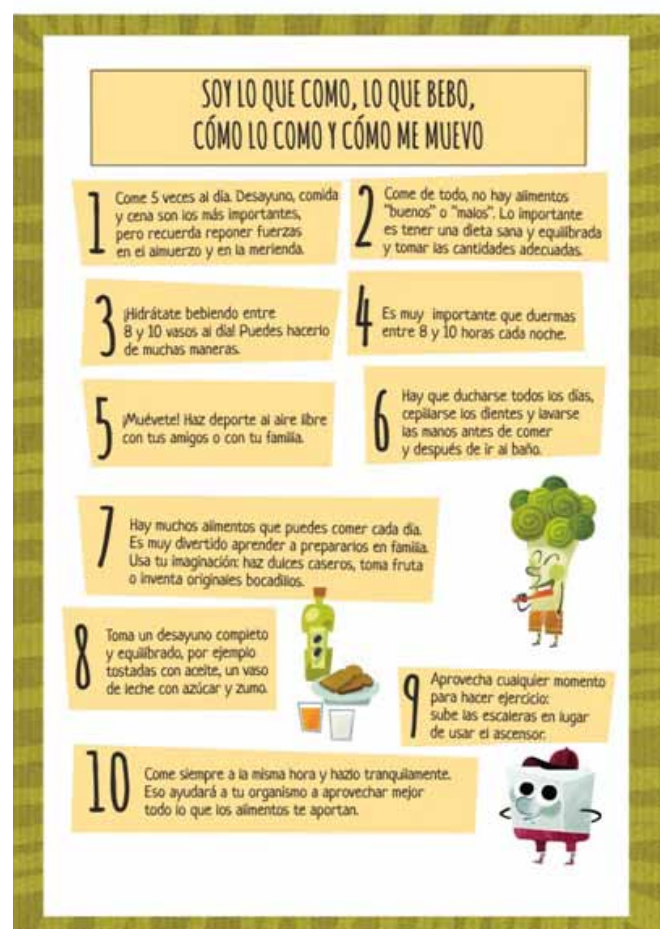 SOY LO QUE COMO, LO QUE BEBO,
CÓMO LO COMO Y CÓMO ME MUEVO
1
Come 5 veces al día. Desayuno, comida
y cena son los más importantes,
pero recuerda reponer fuerzas
en el almuerzo y en la merienda.
2
Come de todo, no hay alimentos
"buenos" o "malos". Lo importante
es tener una dieta sana y equilibrada
y tomar las cantidades adecuadas.
3
¡Hidrátate bebiendo entre
8 y 10 vasos al día! Puedes hacerlo
de muchas maneras.
4
Es muy importante que duermas
entre 8 y 10 horas cada noche.
5
¡Muévete! Haz deporte al aire libre
con tus amigos o con tu familia.
6
Hay que ducharse todos los días,
cepillarse los dientes y lavarse
las manos antes de comer
y después de ir al baño.
7
Hay muchos alimentos que puedes comer cada día.
Es muy divertido aprender a prepararlos en familia.
Usa tu imaginación: haz dulces caseros, toma fruta
o inventa originales bocadillos.
8
Toma un desayuno completo
y equilibrado, por ejemplo
tostadas con aceite, un vaso
de leche con azúcar y zumo.
9
Aprovecha cualquier momento
para hacer ejercicio:
sube las escaleras en lugar
de usar el ascensor.
10
Come siempre a la misma hora y hazlo tranquilamente.
Eso ayudará a tu organismo a aprovechar mejor
todo lo que los alimentos te aportan.